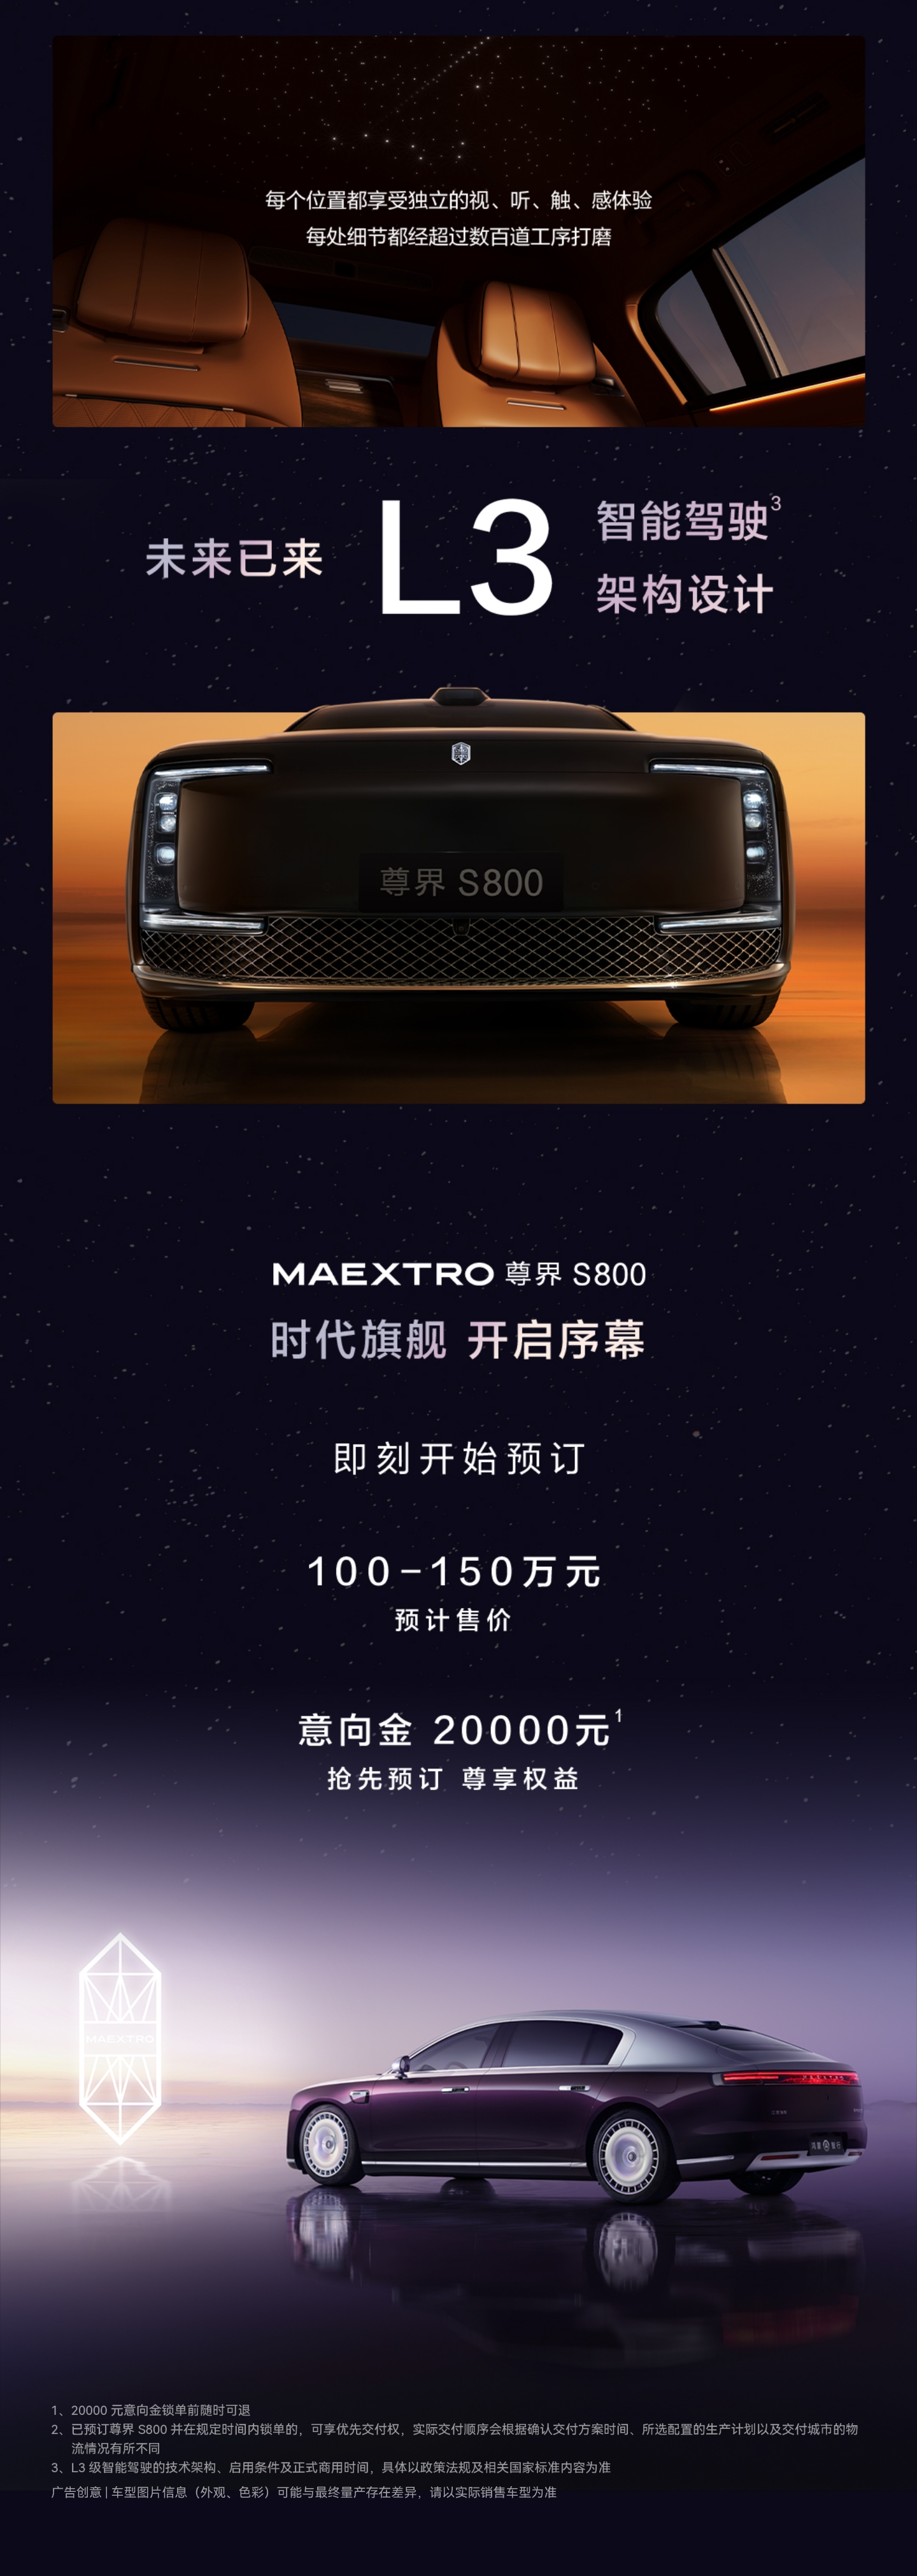 每个位置都享受独立的视、听、触、感体验
每处细节都经超过数百道工序打磨
未来已来
L3
智能驾驶3
架构设计
尊界 S800
MAEXTRO 尊界 S800
时代旗舰 开启序幕
即刻开始预订
100-150万元
预计售价
意向金 20000元1
抢先预订 尊享权益
MAEXTRO
鸿蒙智行
1、20000 元意向金锁单前随时可退
2、已预订尊界 S800 并在规定时间内锁单的，可享优先交付权，实际交付顺序会根据确认交付方案时间、所选配置的生产计划以及交付城市的物
流情况有所不同
3、L3 级智能驾驶的技术架构、启用条件及正式商用时间，具体以政策法规及相关国家标准内容为准
广告创意 | 车型图片信息（外观、色彩）可能与最终量产存在差异，请以实际销售车型为准